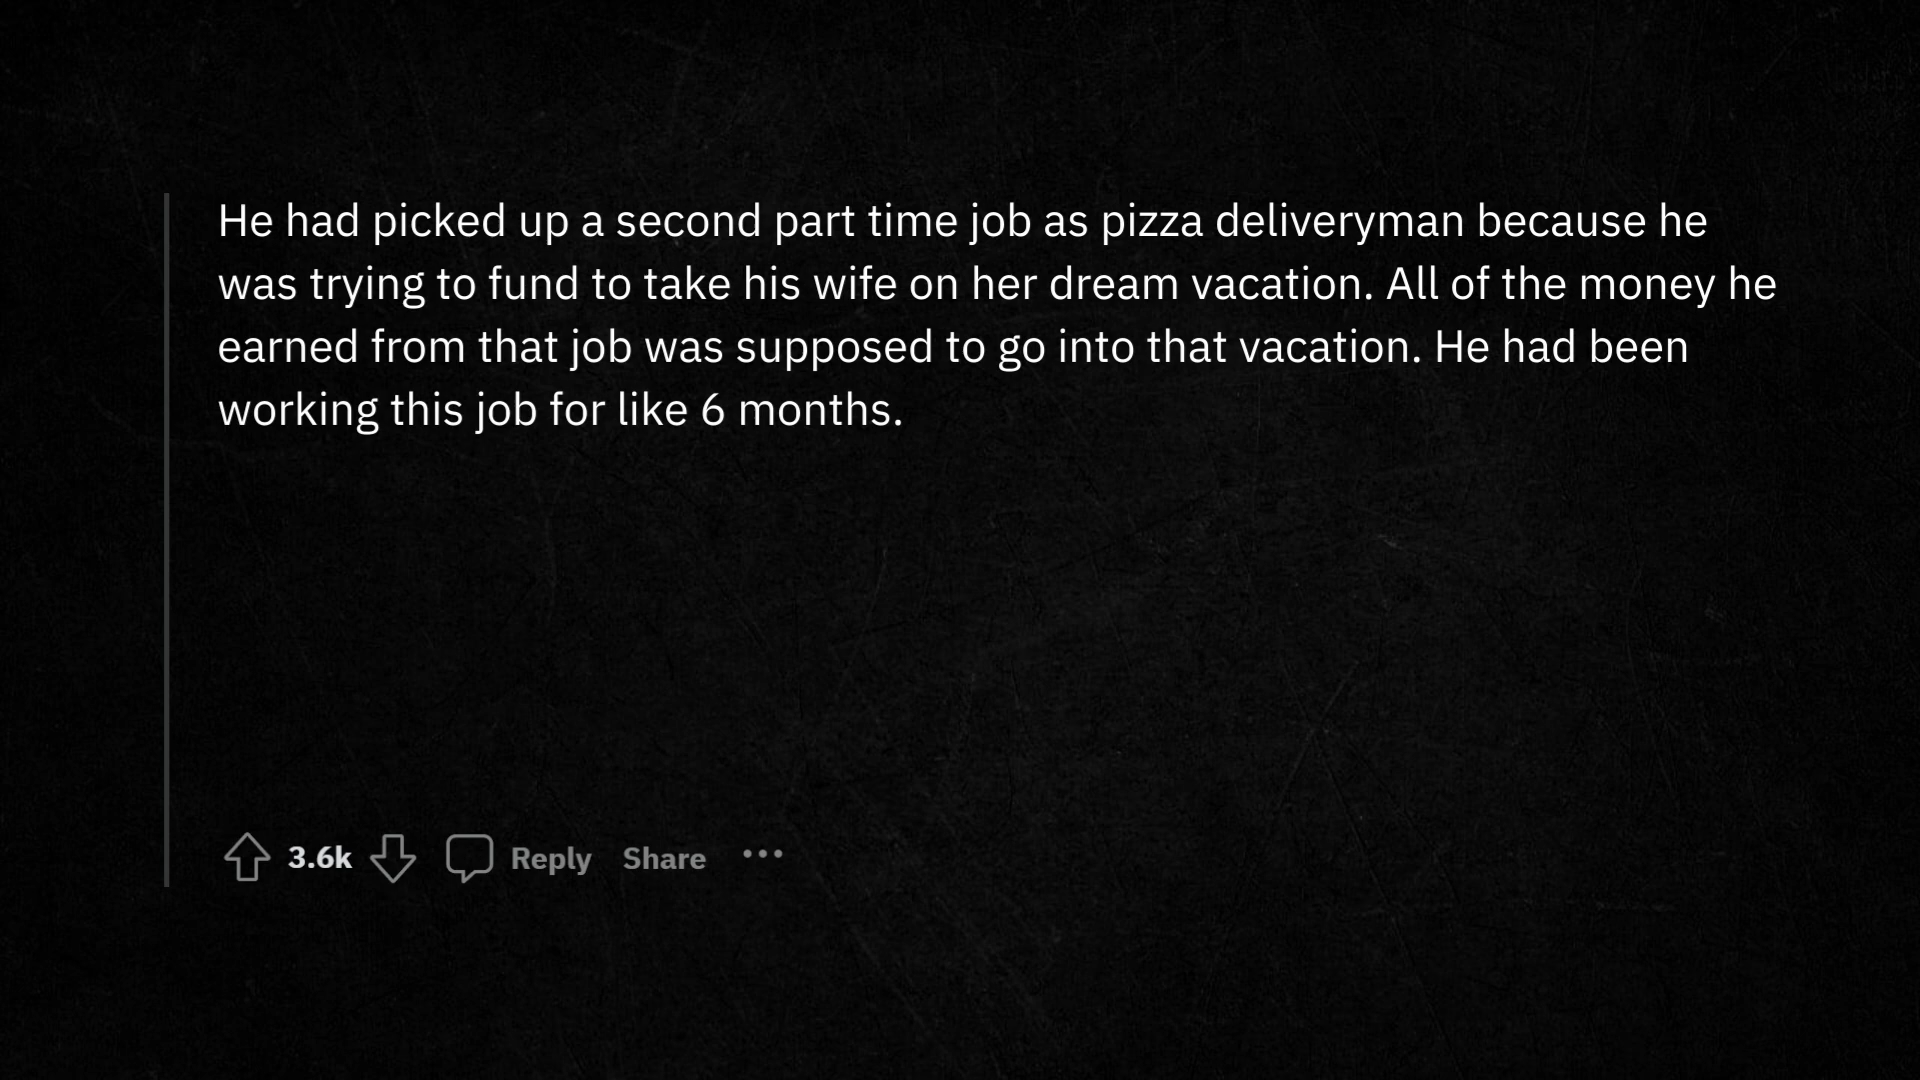 He had picked up a second part time job as pizza deliveryman because he
was trying to fund to take his wife on her dream vacation. All of the money he
earned from that job was supposed to go into that vacation. He had been
working this job for like 6 months.
3.6k Reply Share